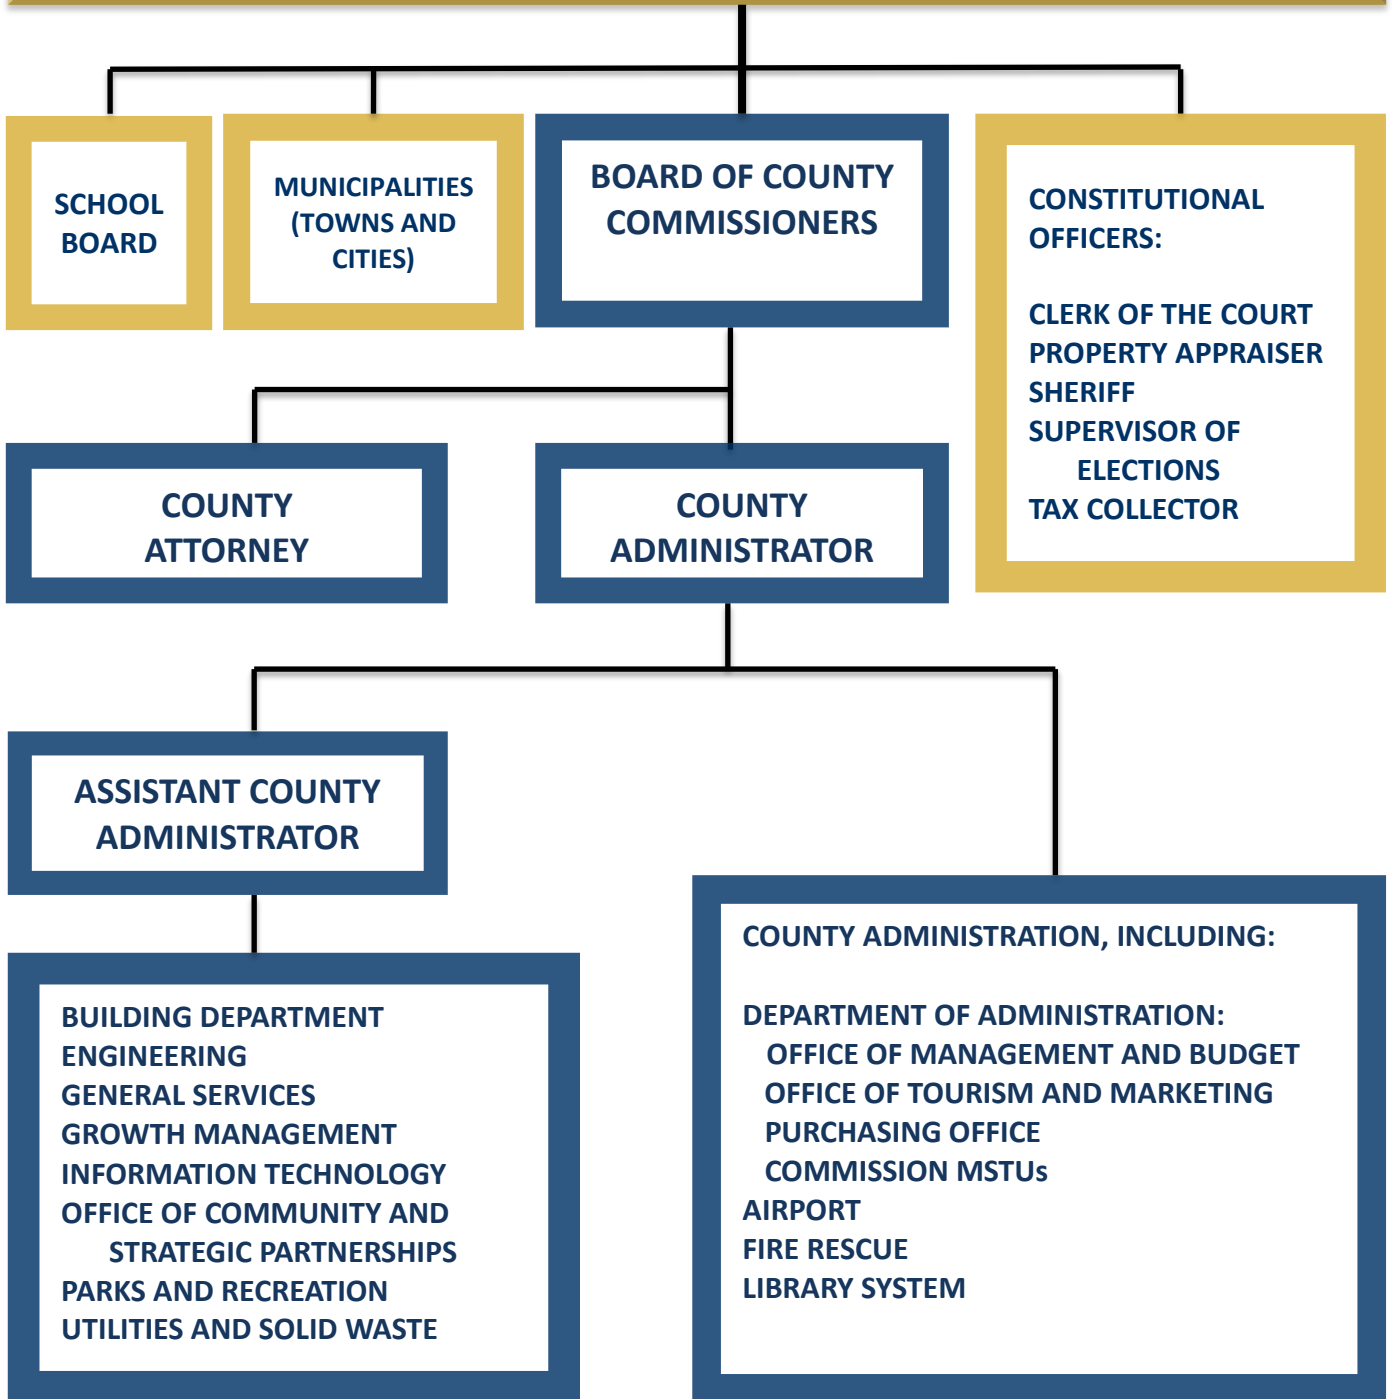 SCHOOL
BOARD
MUNICIPALITIES
(TOWNS AND
CITIES)
BOARD OF COUNTY
COMMISSIONERS
CONSTITUTIONAL
OFFICERS:
CLERK OF THE COURT
PROPERTY APPRAISER
SHERIFF
SUPERVISOR OF
ELECTIONS
TAX COLLECTOR
COUNTY
ATTORNEY
COUNTY
ADMINISTRATOR
ASSISTANT COUNTY
ADMINISTRATOR
BUILDING DEPARTMENT
ENGINEERING
GENERAL SERVICES
GROWTH MANAGEMENT
INFORMATION TECHNOLOGY
OFFICE OF COMMUNITY AND
STRATEGIC PARTNERSHIPS
PARKS AND RECREATION
UTILITIES AND SOLID WASTE
COUNTY ADMINISTRATION, INCLUDING:
DEPARTMENT OF ADMINISTRATION:
OFFICE OF MANAGEMENT AND BUDGET
OFFICE OF TOURISM AND MARKETING
PURCHASING OFFICE
COMMISSION MSTUs
AIRPORT
FIRE RESCUE
LIBRARY SYSTEM